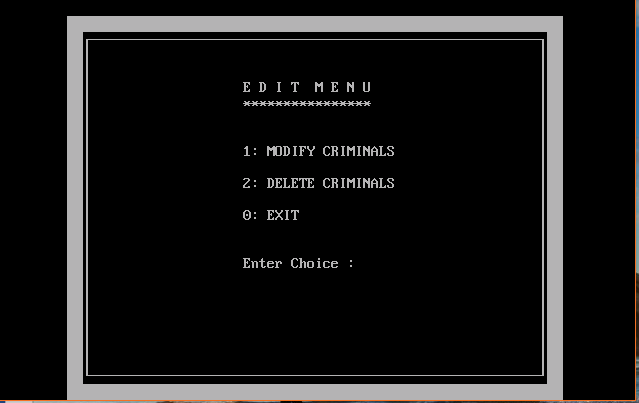 E D I T  M E N U
****************
1: MODIFY CRIMINALS
2: DELETE CRIMINALS
0: EXIT
Enter Choice :